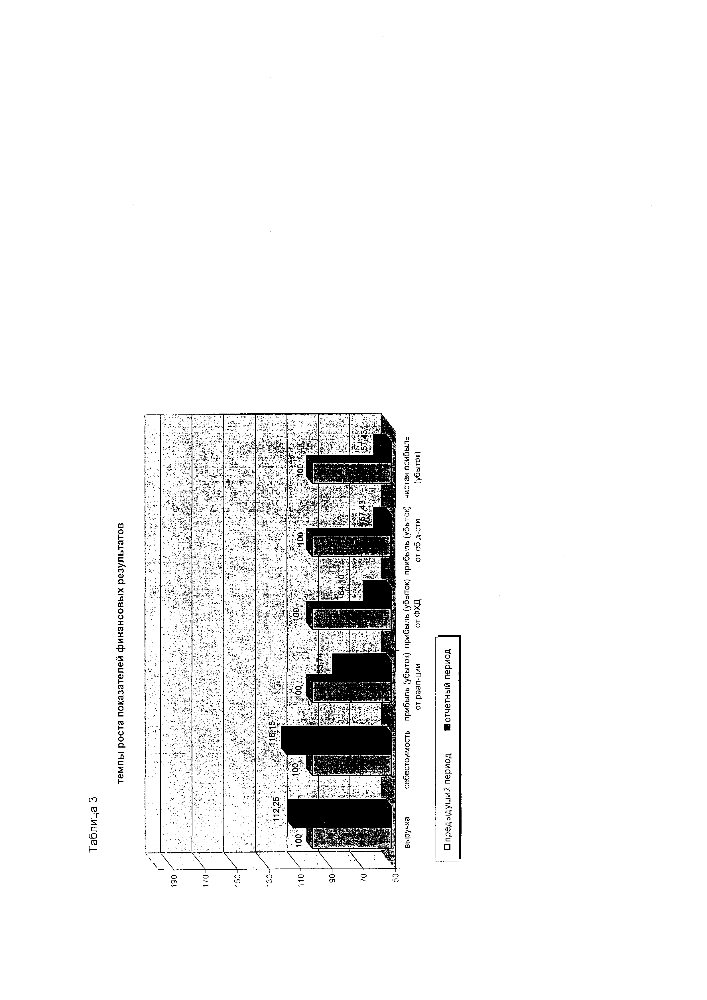 Таблица 3
темпы роста показателей финансовых результатов
190
170
150
130
110
90
70
50
100
112,25
100
116,15
100
83,74
100
64,10
100
57,43
100
57,43
выручка
себестоимость
прибыль (убыток)
от реал-ции
прибыль (убыток)
от ФХД
прибыль (убыток)
от об.д-сти
чистая прибыль
(убыток)
предыдуший период
отчетный период